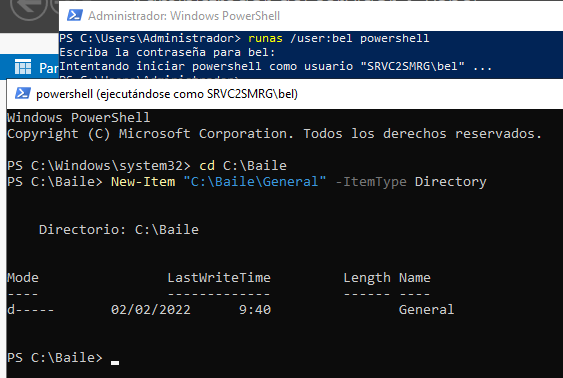 Administrador: Windows PowerShell
PS C:\Users\Administrador> runas /user:bel powershell
Escriba la contraseña para bel:
Intentando iniciar powershell como usuario "SRVC2SMRG\bel" ...
powershell (ejecutándose como SRVC2SMRG\bel)
Windows PowerShell
Copyright (C) Microsoft Corporation. Todos los derechos reservados.
PS C:\Windows\system32> cd C:\Baile
PS C:\Baile> New-Item "C:\Baile\General" -ItemType Directory
Directorio: C:\Baile
Mode LastWriteTime Length Name
---- ------------- ------ ----
d----- 02/02/2022 9:40 General
PS C:\Baile>